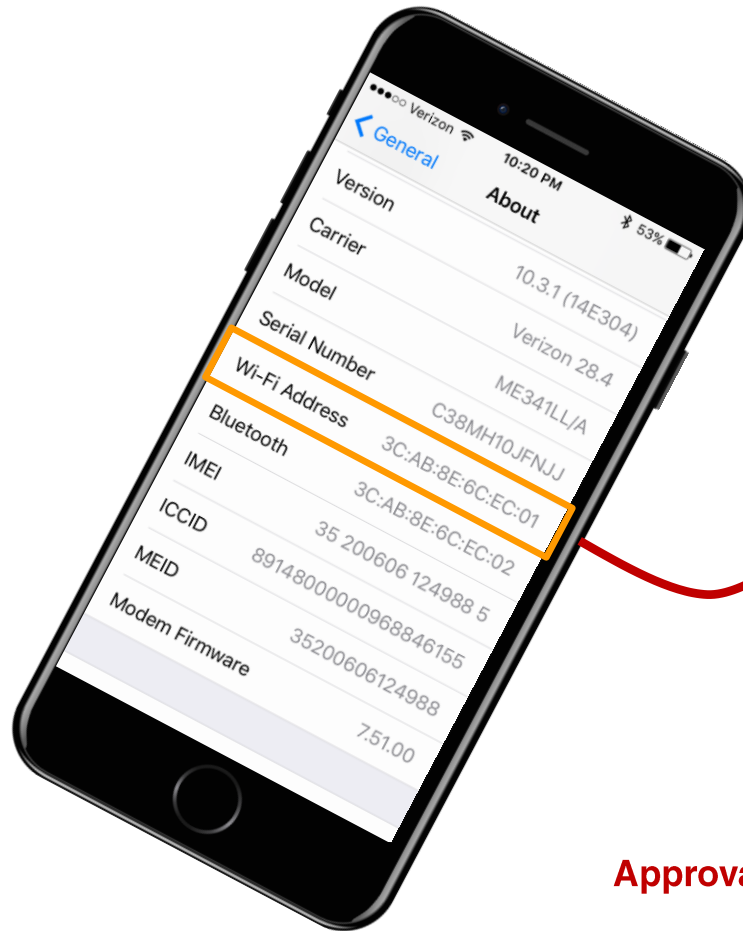 Verizon 10:20 PM 53%
General About
Version 10.3.1 (14E304)
Carrier Verizon 28.4
Model ME341LL/A
Serial Number C38MH10JFNJJ
Wi-Fi Address 3C:AB:8E:6C:EC:01
Bluetooth 3C:AB:8E:6C:EC:02
IMEI 35 200606 124988 5
ICCID 89148000000968846155
MEID 35200606124988
Modem Firmware 7.51.00
Approva